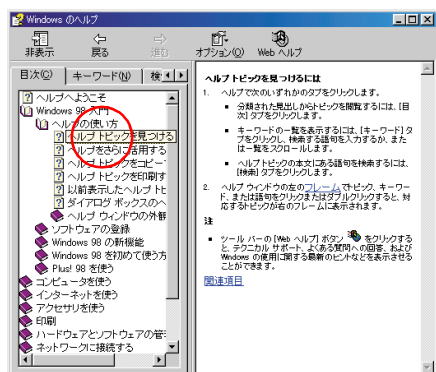 Windows のヘルプ
非表示 戻る 進む オプション(O) Web ヘルプ
目次(C) キーワード(N) 検
ヘルプへようこそ
Windows 98 入門
ヘルプの使い方
ヘルプ トピックを見つける
ヘルプをさらに活用する
ヘルプ トピックをコピー
ヘルプ トピックを印刷す
以前表示したヘルプ ト
ダイアログ ボックスのヘ
ヘルプ ウィンドウの外観
ソフトウェアの登録
Windows 98 の新機能
Windows 98 を初めて使う方
Plus! 98 を使う
コンピュータを使う
インターネットを使う
アクセサリを使う
印刷
ハードウェアとソフトウェアの管
ネットワークに接続する
ヘルプ トピックを見つけるには
1. ヘルプで次のいずれかのタブをクリックします。
■ 分類された見出しからトピックを閲覧するには、[目
次] タブをクリックします。
■ キーワードの一覧を表示するには、[キーワード] タ
ブをクリックし、検索する語句を入力するか、また
は一覧をスクロールします。
■ ヘルプ トピックの本文にある語句を検索するには、
[検索] タブをクリックします。
2. ヘルプ ウィンドウの左のフレームでトピック、キーワー
ド、または語句をクリックまたはダブルクリックすると、対
応するトピックが右のフレームに表示されます。
注
■ ツール バーの [Web ヘルプ] ボタン をクリックする
と、テクニカル サポート、よくある質問への回答、および
Windows の使用に関する最新のヒントなどを表示させる
ことができます。
関連項目